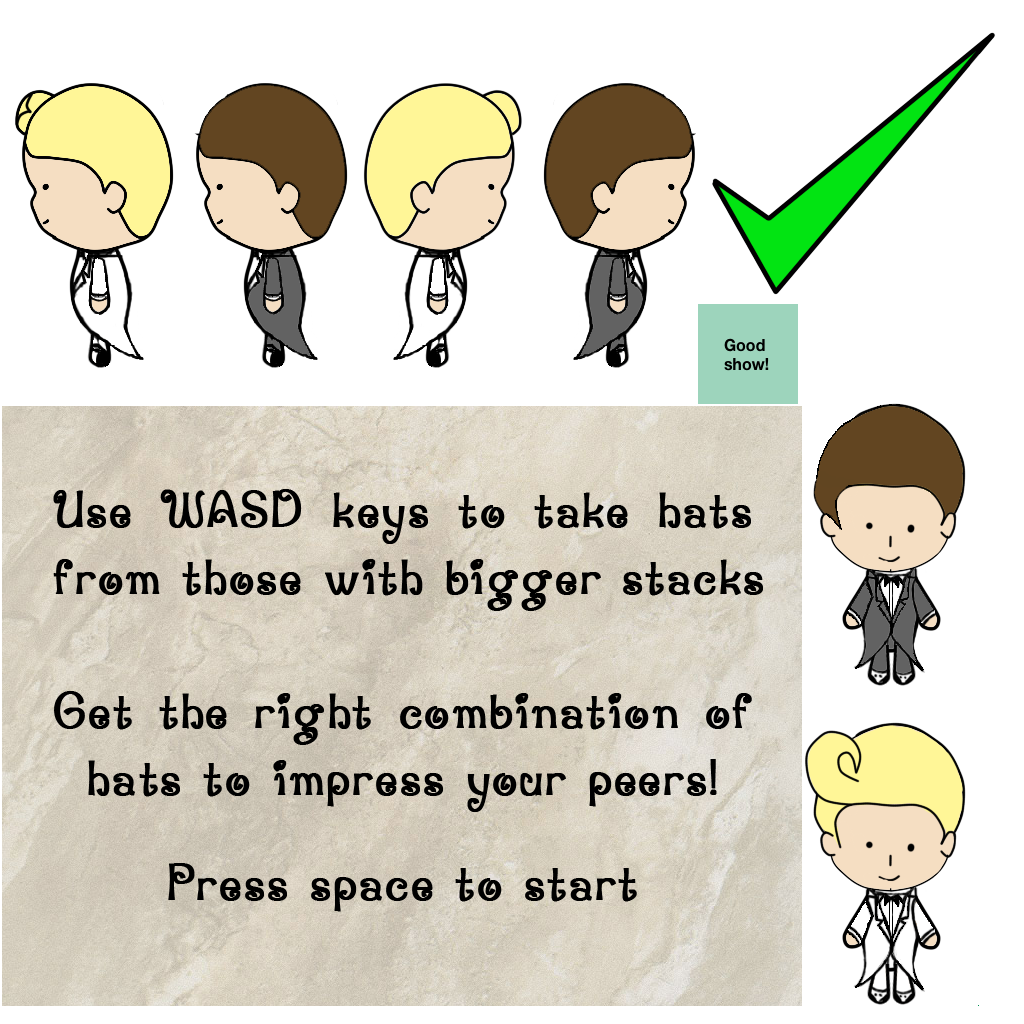 Good
show!
Use WASD keys to take hats
from those with bigger stacks
Get the right combination of
hats to impress your peers!
Press space to start